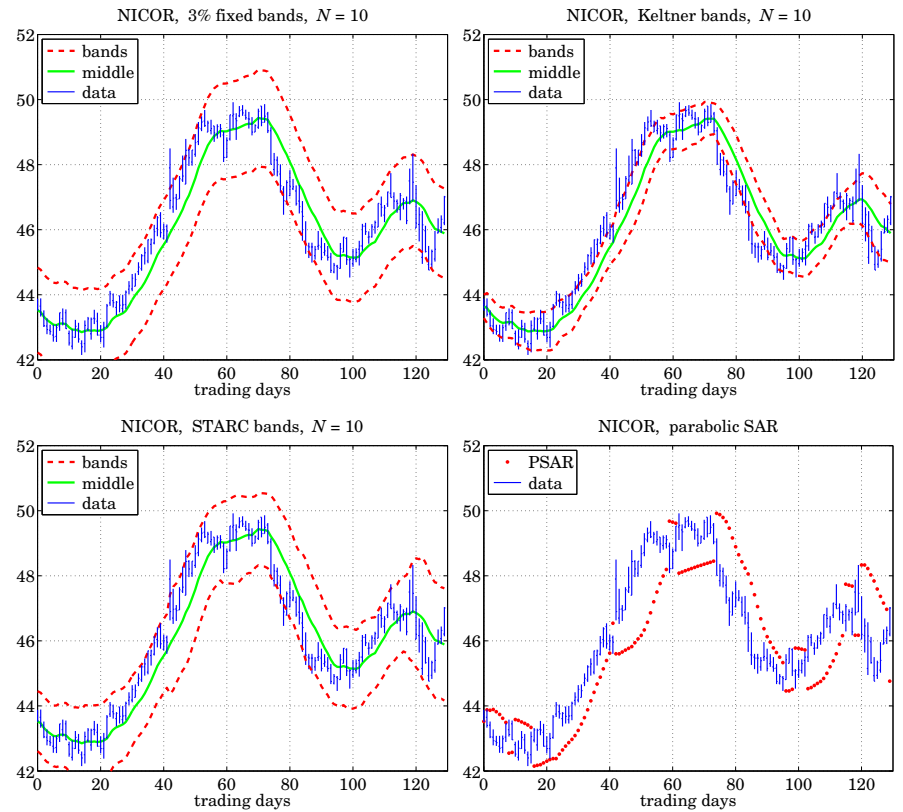 NICOR, 3% fixed bands, N = 10
52
50
48
46
44
42
bands
middle
data
0 20 40 60 80 100 120
trading days
NICOR, Keltner bands, N = 10
52
50
48
46
44
42
bands
middle
data
0 20 40 60 80 100 120
trading days
NICOR, STARC bands, N = 10
52
50
48
46
44
42
bands
middle
data
0 20 40 60 80 100 120
trading days
NICOR, parabolic SAR
52
50
48
46
44
42
PSAR
data
0 20 40 60 80 100 120
trading days